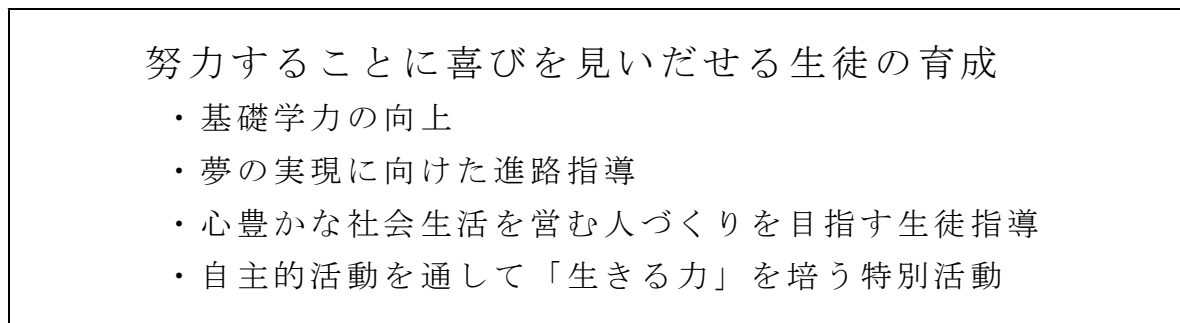 努力することに喜びを見いだせる生徒の育成
・基礎学力の向上
・夢の実現に向けた進路指導
・心豊かな社会生活を営む人づくりを目指す生徒指導
・自主的活動を通して「生きる力」を培う特別活動